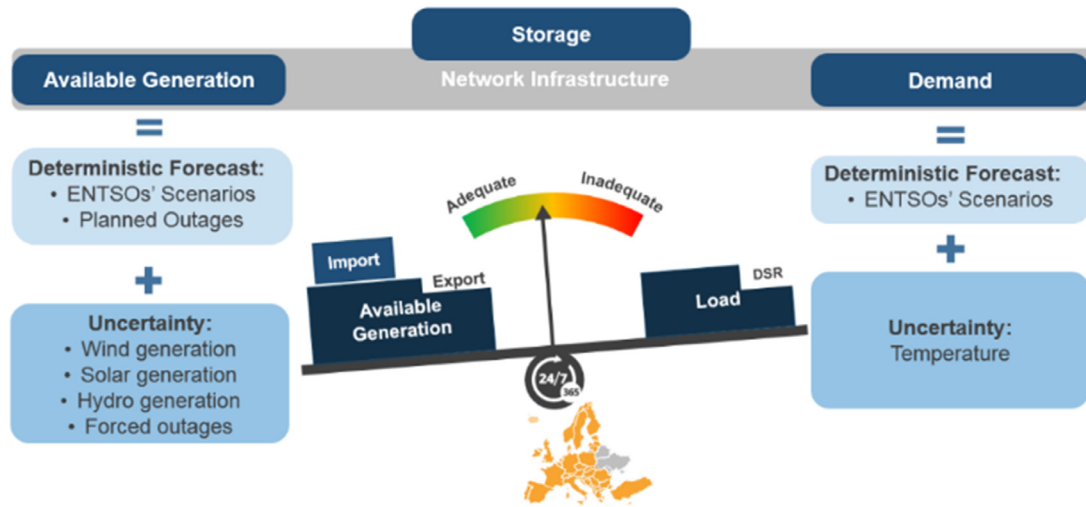 Storage
Network Infrastructure
Available Generation
Deterministic Forecast:
• ENTSOs’ Scenarios
• Planned Outages
Uncertainty:
• Wind generation
• Solar generation
• Hydro generation
• Forced outages
Adequate
Inadequate
Import
Export
Available
Generation
Load
DSR
24/7
365
Demand
Deterministic Forecast:
• ENTSOs’ Scenarios
Uncertainty:
Temperature